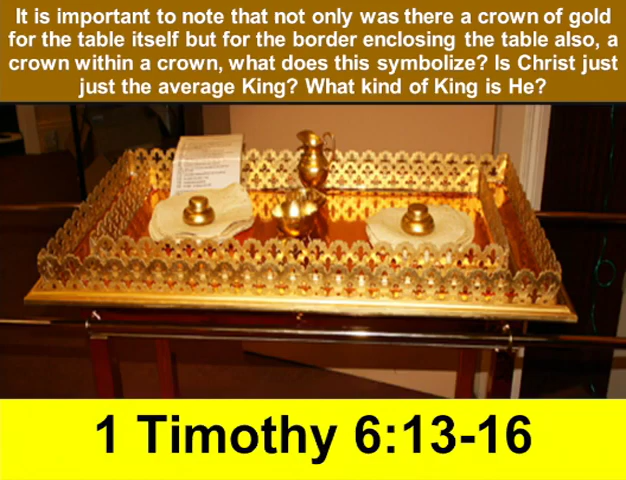 It is important to note that not only was there a crown of gold
for the table itself but for the border enclosing the table also, a
crown within a crown, what does this symbolize? Is Christ just
just the average King? What kind of King is He?
1 Timothy 6:13-16